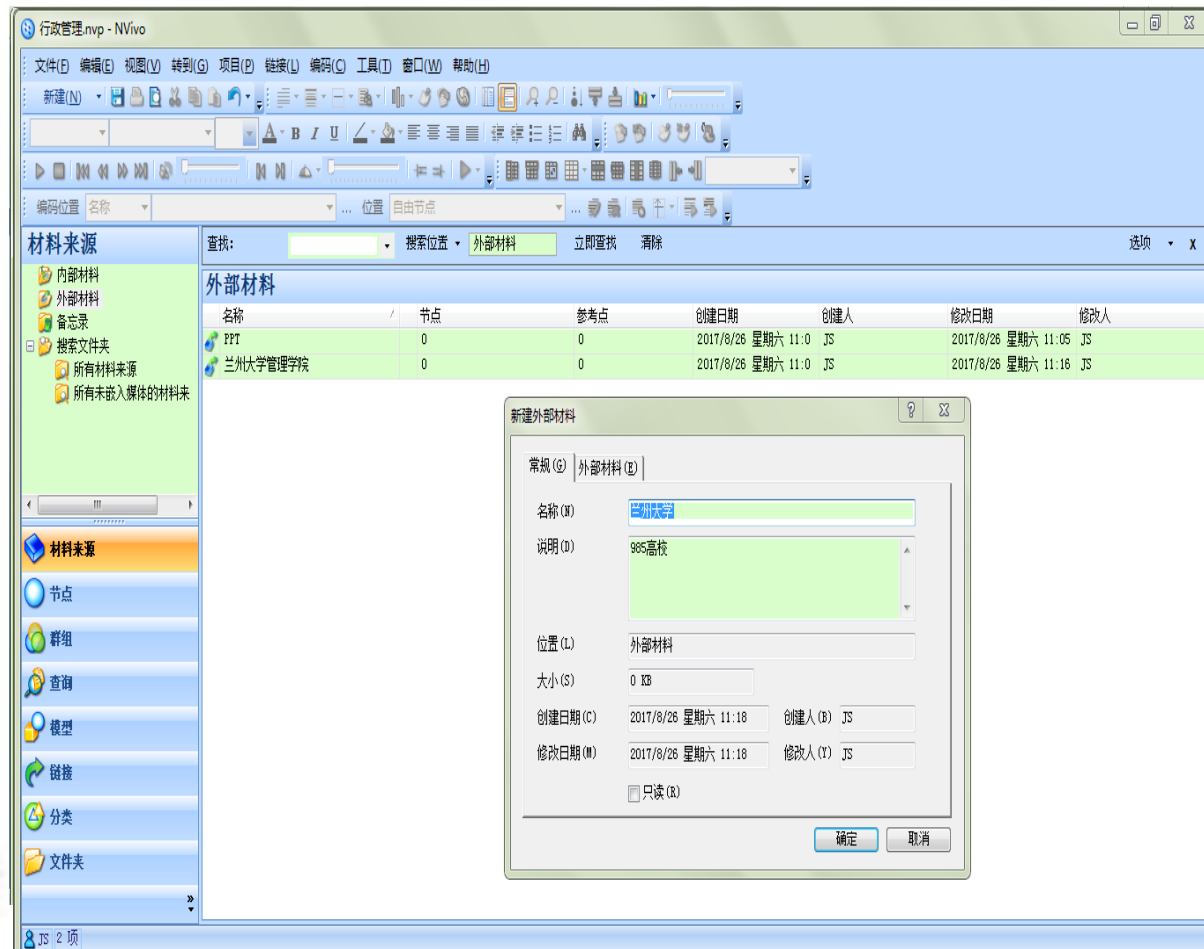 行政管理.nvp - NVivo
文件(F) 编辑(E) 视图(V) 转到(G) 项目(P) 链接(L) 编码(C) 工具(T) 窗口(W) 帮助(H)
新建(N)
A B I U
编码位置 名称 ... 位置 自由节点 ...
材料来源
内部材料
外部材料
备忘录
搜索文件夹
所有材料来源
所有未嵌入媒体的材料来
查找: 搜索位置 外部材料 立即查找 清除 选项 x
外部材料
名称 节点 参考点 创建日期 创建人 修改日期 修改人
PPT 0 0 2017/8/26 星期六 11:0 JS 2017/8/26 星期六 11:05 JS
兰州大学管理学院 0 0 2017/8/26 星期六 11:0 JS 2017/8/26 星期六 11:16 JS
新建外部材料
常规(G) 外部材料(E)
名称(N) 兰州大学
说明(D) 985高校
位置(L) 外部材料
大小(S) 0 KB
创建日期(C) 2017/8/26 星期六 11:18 创建人(B) JS
修改日期(M) 2017/8/26 星期六 11:18 修改人(Y) JS
只读(R)
确定 取消
材料来源
节点
群组
查询
模型
链接
分类
文件夹
JS 2 项